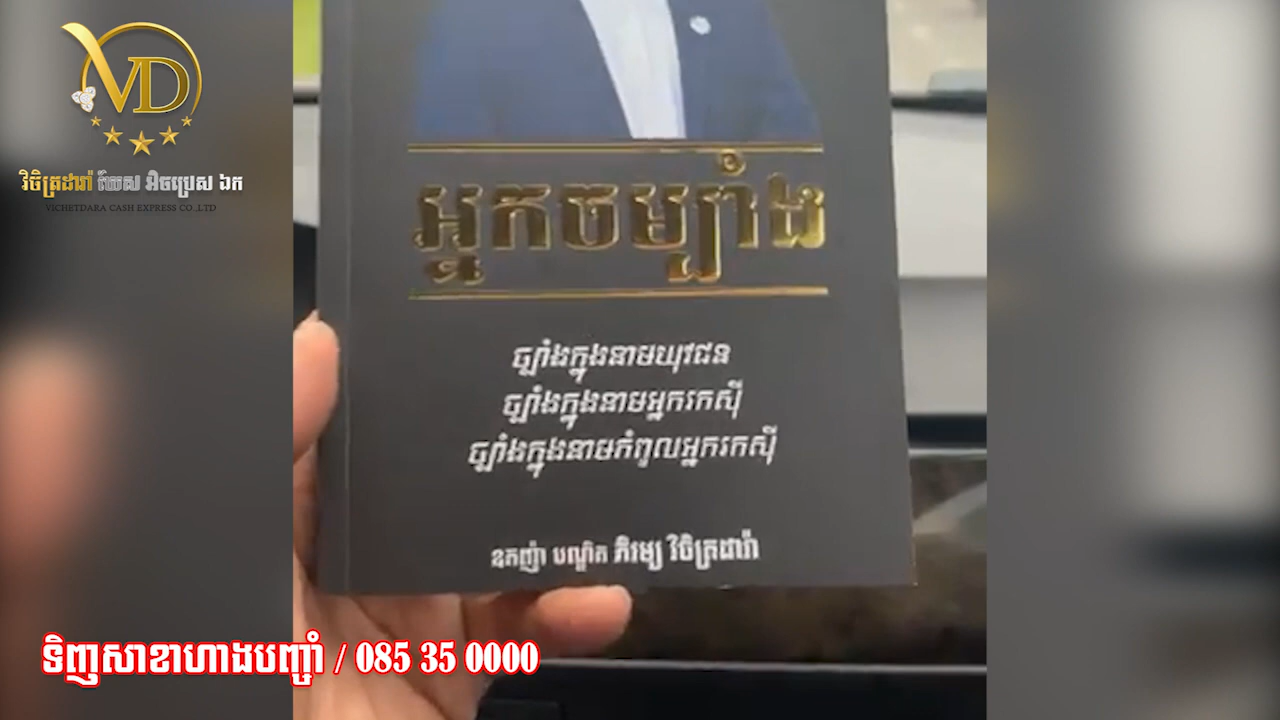 VD
វិចិត្រដារ៉ា ឃែស អិចប្រេស ឯក
VICHETDARA CASH EXPRESS CO.,LTD
អ្នកចម្បាំង
ច្បាំងក្នុងនាមយុវជន
ច្បាំងក្នុងនាមអ្នករកស៊ី
ច្បាំងក្នុងនាមកំពូលអ្នករកស៊ី
ឧកញ៉ា បណ្ឌិត ភិរម្យ វិចិត្រដារ៉ា
ទិញសាខាហាងបញ្ចាំ / 085 35 0000